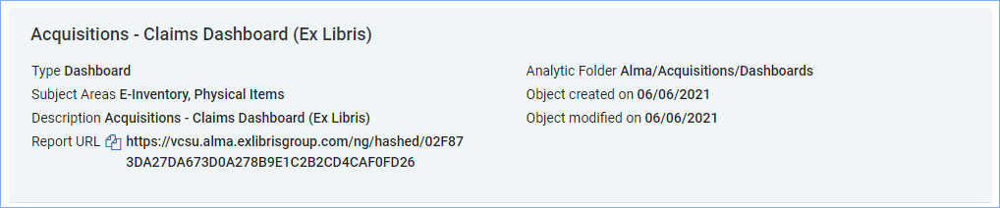 Acquisitions - Claims Dashboard (Ex Libris)
Type Dashboard
Subject Areas E-Inventory, Physical Items
Description Acquisitions - Claims Dashboard (Ex Libris)
Report URL https://vcsu.alma.exlibrisgroup.com/ng/hashed/02F87
3DA27DA673D0A278B9E1C2B2CD4CAF0FD26
Analytic Folder Alma/Acquisitions/Dashboards
Object created on 06/06/2021
Object modified on 06/06/2021